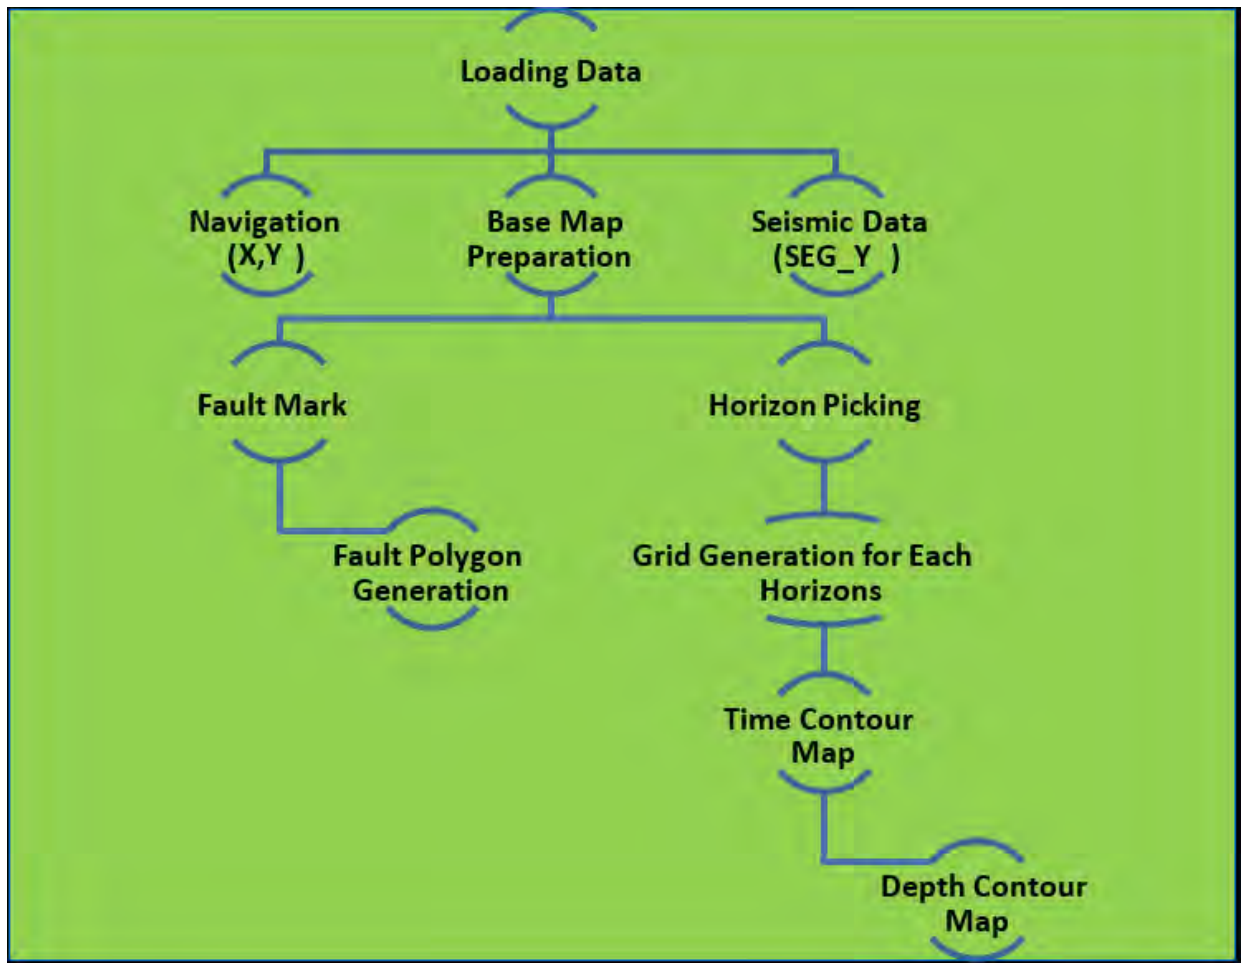 Loading Data
Navigation
(X,Y  )
Base Map
Preparation
Seismic Data
(SEG_Y  )
Fault Mark
Horizon Picking
Fault Polygon
Generation
Grid Generation for Each
Horizons
Time Contour
Map
Depth Contour
Map